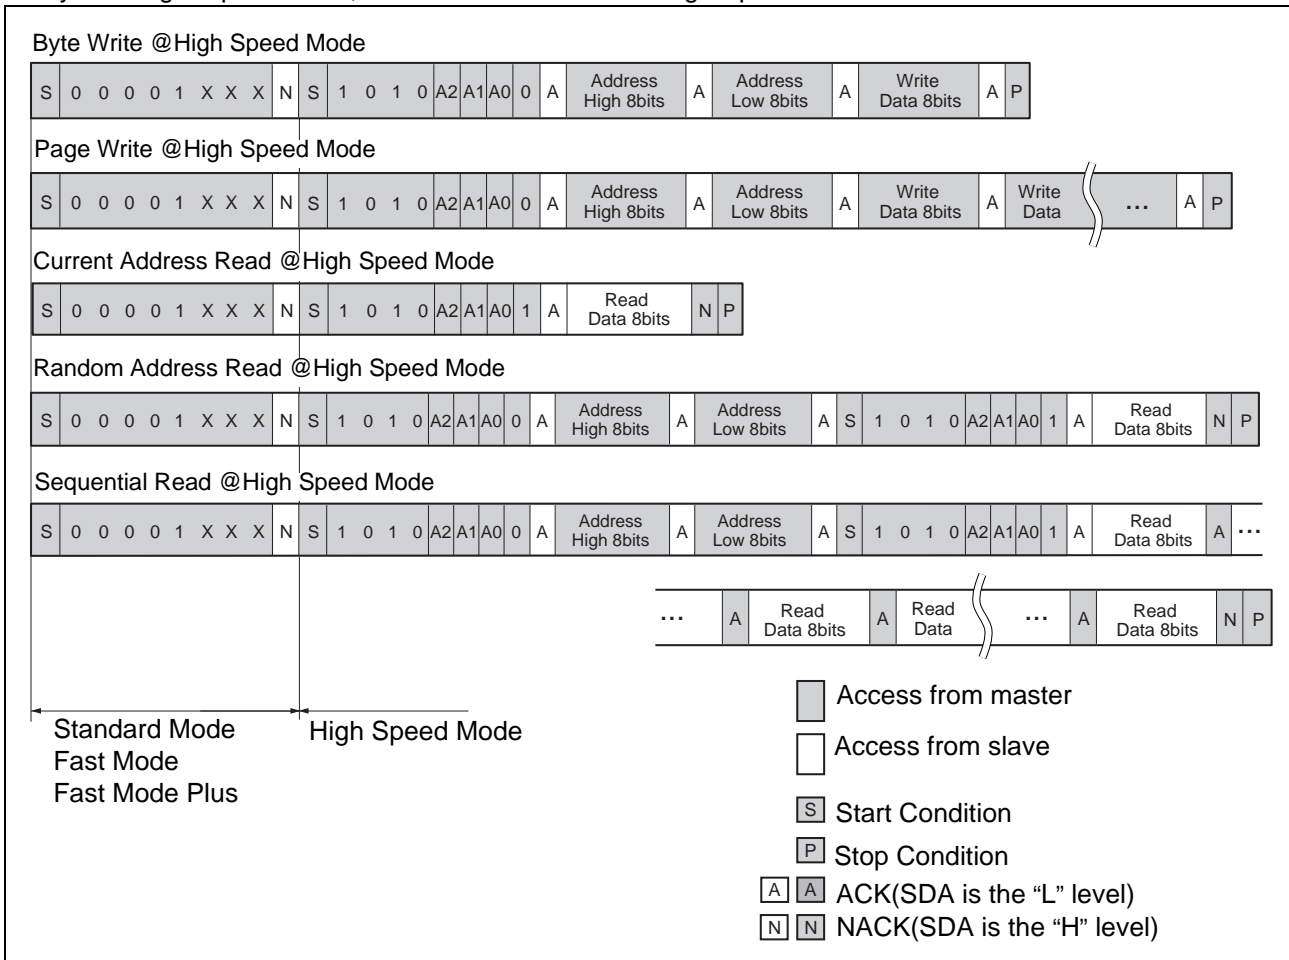 Byte Write @High Speed Mode
S 0 0 0 0 1 X X X N S 1 0 1 0 A2 A1 A0 0 A Address High 8bits A Address Low 8bits A Write Data 8bits A P
Page Write @High Speed Mode
S 0 0 0 0 1 X X X N S 1 0 1 0 A2 A1 A0 0 A Address High 8bits A Address Low 8bits A Write Data 8bits A Write Data ... A P
Current Address Read @High Speed Mode
S 0 0 0 0 1 X X X N S 1 0 1 0 A2 A1 A0 1 A Read Data 8bits N P
Random Address Read @High Speed Mode
S 0 0 0 0 1 X X X N S 1 0 1 0 A2 A1 A0 0 A Address High 8bits A Address Low 8bits A S 1 0 1 0 A2 A1 A0 1 A Read Data 8bits N P
Sequential Read @High Speed Mode
S 0 0 0 0 1 X X X N S 1 0 1 0 A2 A1 A0 0 A Address High 8bits A Address Low 8bits A S 1 0 1 0 A2 A1 A0 1 A Read Data 8bits A ...
... A Read Data 8bits A Read Data ... A Read Data 8bits N P
Standard Mode
Fast Mode
Fast Mode Plus
High Speed Mode
Access from master
Access from slave
S Start Condition
P Stop Condition
A A ACK(SDA is the “L” level)
N N NACK(SDA is the “H” level)